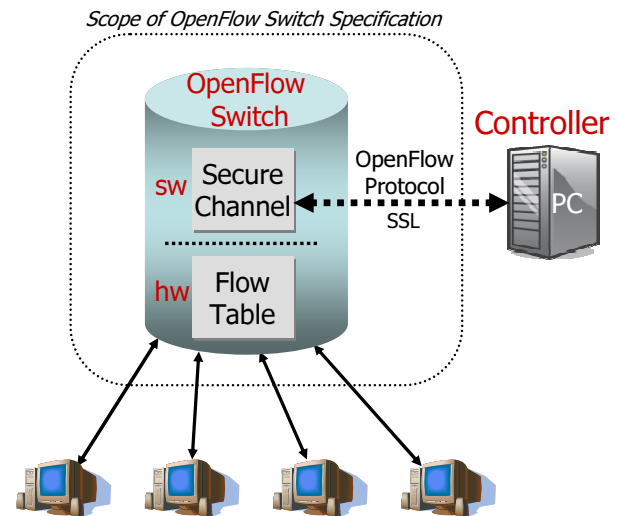 Scope of OpenFlow Switch Specification
OpenFlow
Switch
Controller
sw
Secure
Channel
OpenFlow
Protocol
SSL
PC
hw
Flow
Table